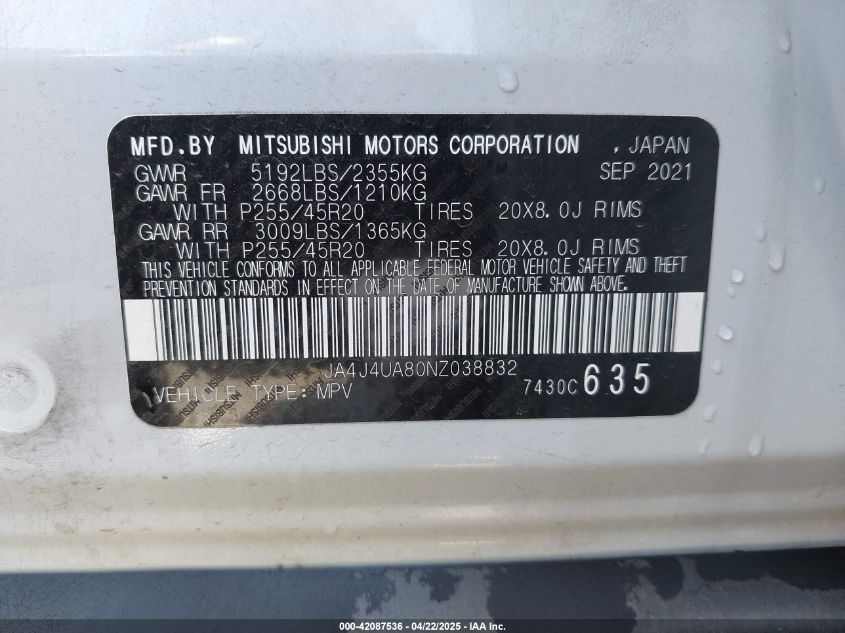 MFD.BY MITSUBISHI MOTORS CORPORATION , JAPAN
GVWR 5192LBS/2355KG SEP 2021
GAWR FR 2668LBS/1210KG
WITH P255/45R20 TIRES 20X8.0J RIMS
GAWR RR 3009LBS/1365KG
WITH P255/45R20 TIRES 20X8.0J RIMS
THIS VEHICLE CONFORMS TO ALL APPLICABLE FEDERAL MOTOR VEHICLE SAFETY AND THEFT
PREVENTION STANDARDS IN EFFECT ON THE DATE OF MANUFACTURE SHOWN ABOVE.
JA4J4UA80NZ038832
VEHICLE TYPE:MPV 7430C 635
000-42087536 - 04/22/2025 - IAA Inc.